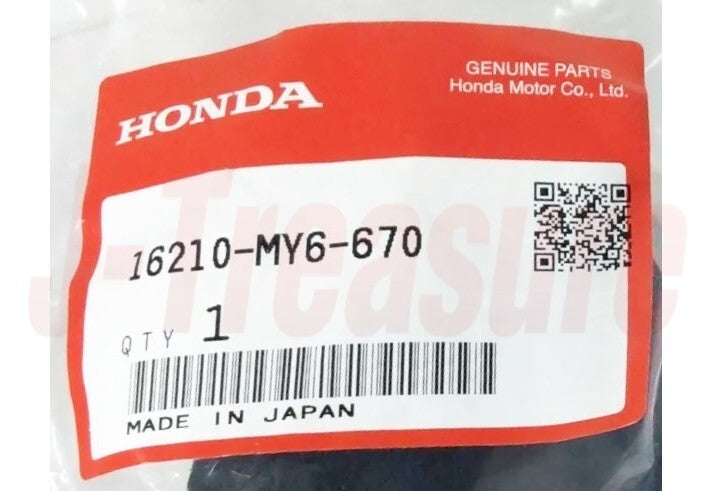 HONDA
GENUINE PARTS
Honda Motor Co., Ltd.
16210-MY6-670
QTY 1
MADE IN JAPAN
J-Treasure